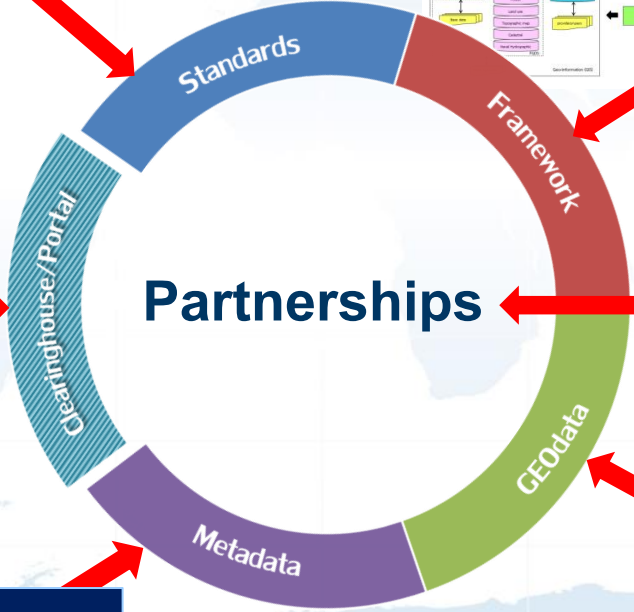 Standards
Framework
Clearinghouse/Portal
Partnerships
GEOdata
Metadata